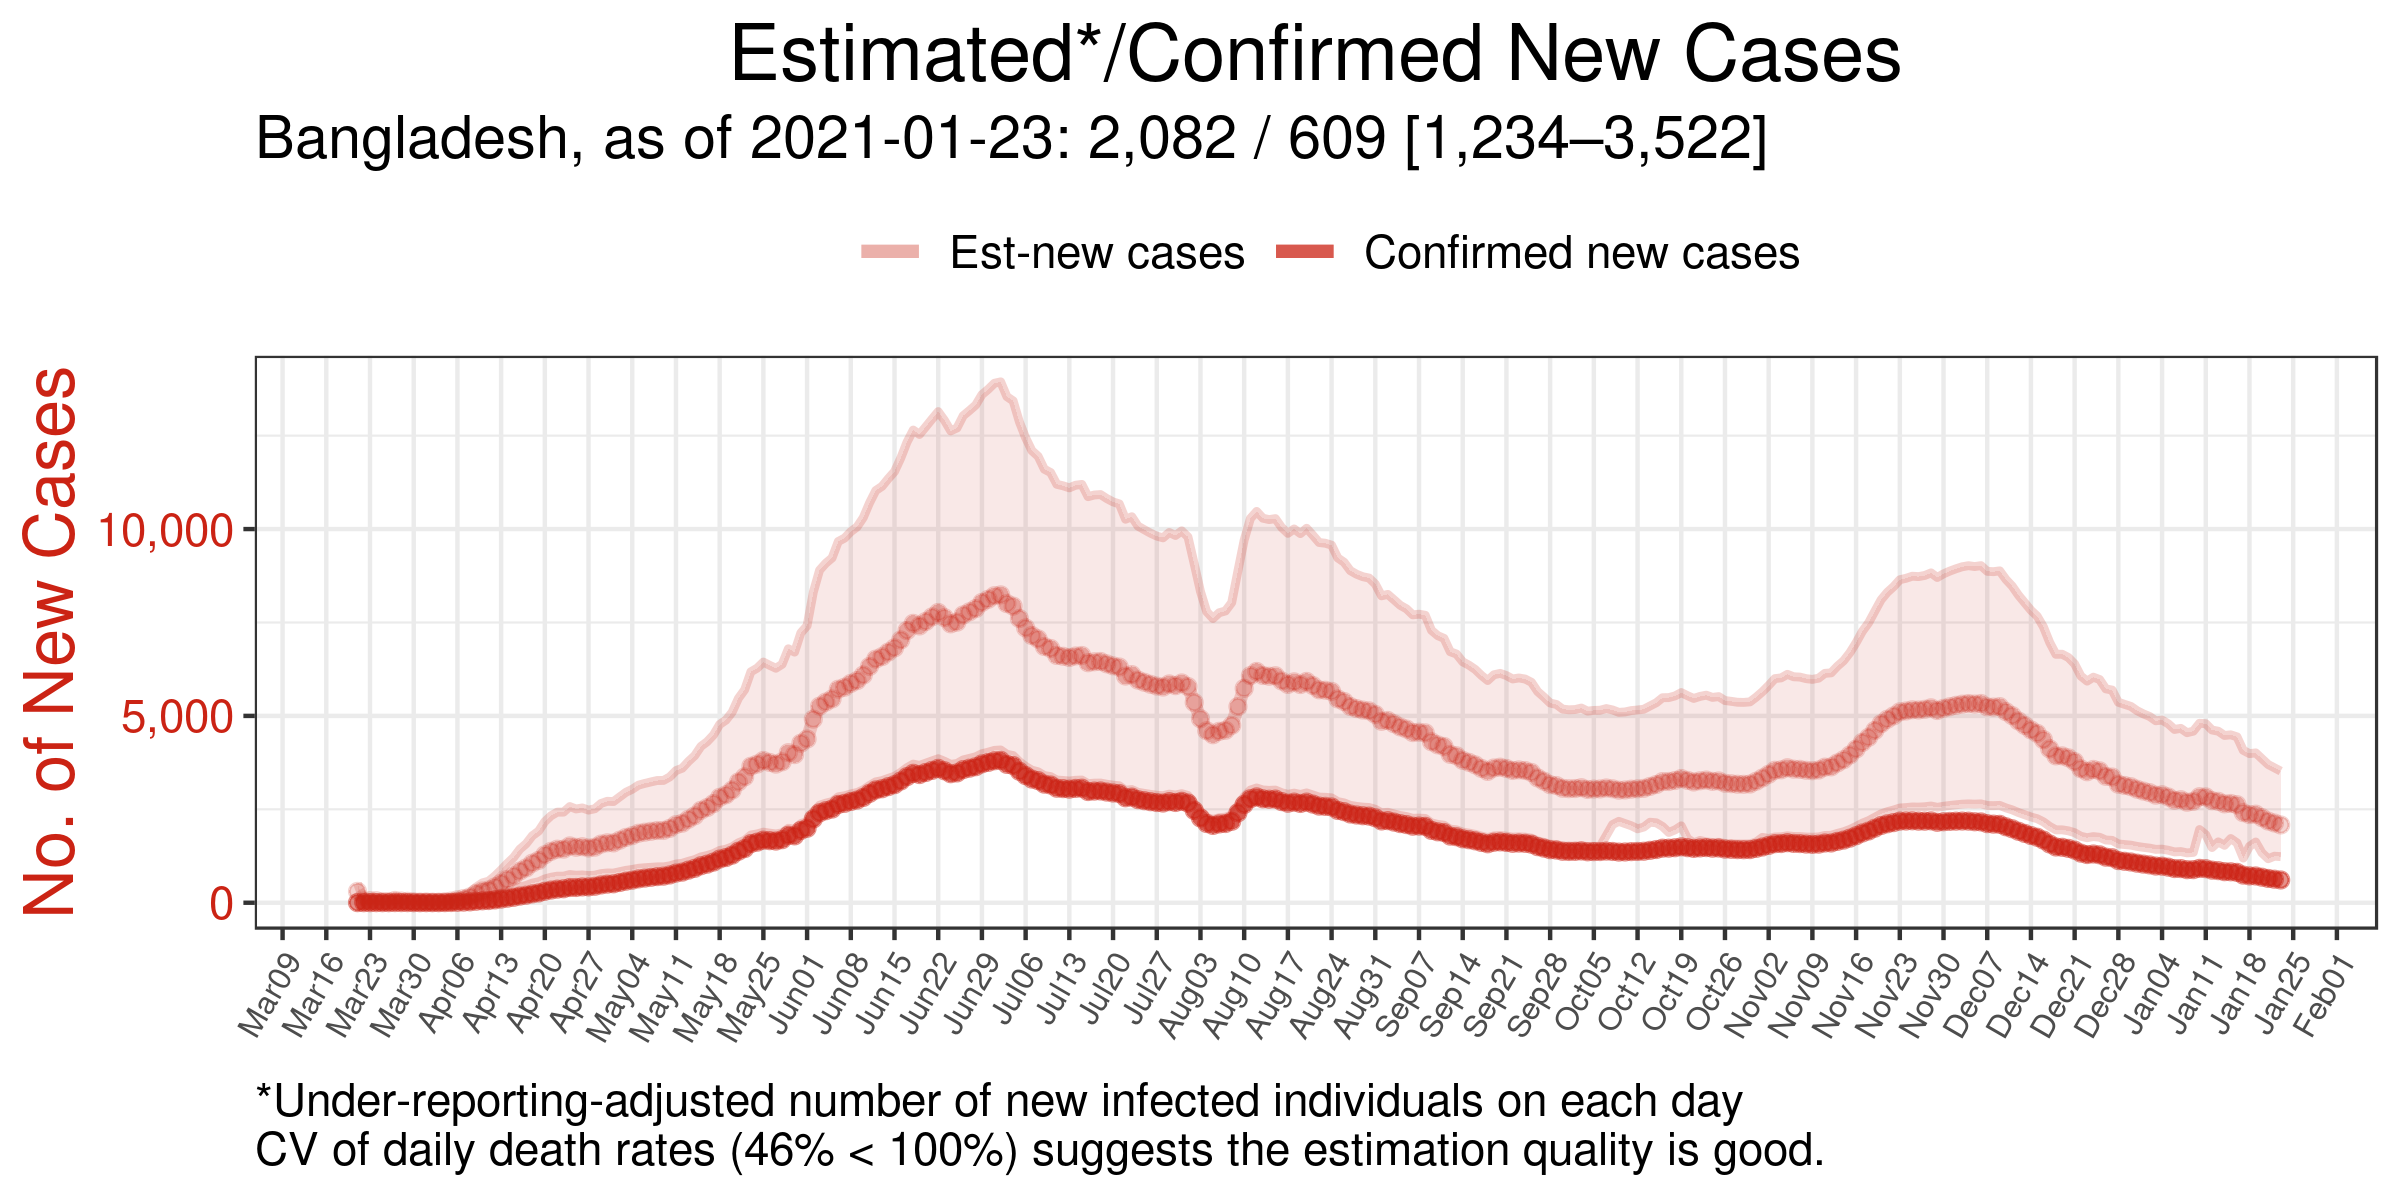 Estimated*/Confirmed New Cases
Bangladesh, as of 2021-01-23: 2,082 / 609 [1,234–3,522]
Est-new cases
Confirmed new cases
No. of New Cases
10,000
5,000
0
Mar09
Mar16
Mar23
Mar30
Apr06
Apr13
Apr20
Apr27
May04
May11
May18
May25
Jun01
Jun08
Jun15
Jun22
Jun29
Jul06
Jul13
Jul20
Jul27
Aug03
Aug10
Aug17
Aug24
Aug31
Sep07
Sep14
Sep21
Sep28
Oct05
Oct12
Oct19
Oct26
Nov02
Nov09
Nov16
Nov23
Nov30
Dec07
Dec14
Dec21
Dec28
Jan04
Jan11
Jan18
Jan25
Feb01
*Under-reporting-adjusted number of new infected individuals on each day
CV of daily death rates (46% < 100%) suggests the estimation quality is good.